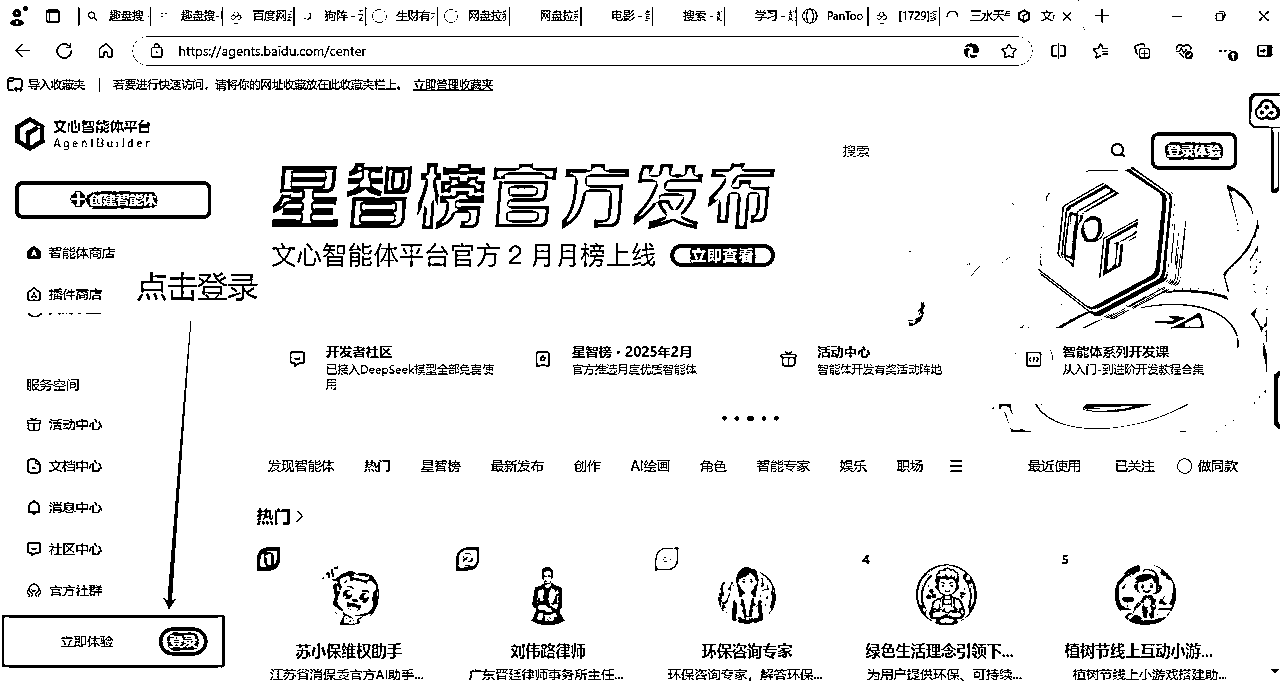 趣盘搜
趣盘搜-
百度网
狗阵 -
生财有
网盘拉
网盘拉
电影 -
搜索 -
学习 -
PanToo
[1729]
三水天
https://agents.baidu.com/center
导入收藏夹
若要进行快速访问，请将你的网址收藏放在此收藏夹栏上。
立即管理收藏夹
文心智能体平台
AgentBuilder
搜索
登录体验
创建智能体
星智榜官方发布
文心智能体平台官方 2 月月榜上线
立即查看
智能体商店
插件商店
点击登录
开发者社区
已接入DeepSeek模型全部免费使
用
星智榜·2025年2月
官方推选月度优质智能体
活动中心
智能体开发有奖活动阵地
智能体系列开发课
从入门-到进阶开发教程合集
服务空间
活动中心
文档中心
消息中心
社区中心
官方社群
立即体验
登录
发现智能体
热门
星智榜
最新发布
创作
AI绘画
角色
智能专家
娱乐
职场
最近使用
已关注
做同款
热门
4
5
苏小保维权助手
刘伟路律师
环保咨询专家
绿色生活理念引领下...
植树节线上互动小游...
江苏省消保委官方AI助手...
广东晋廷律师事务所主任...
环保咨询专家，解答环保...
为用户提供环保、可持续...
植树节线上小游戏搭建助...